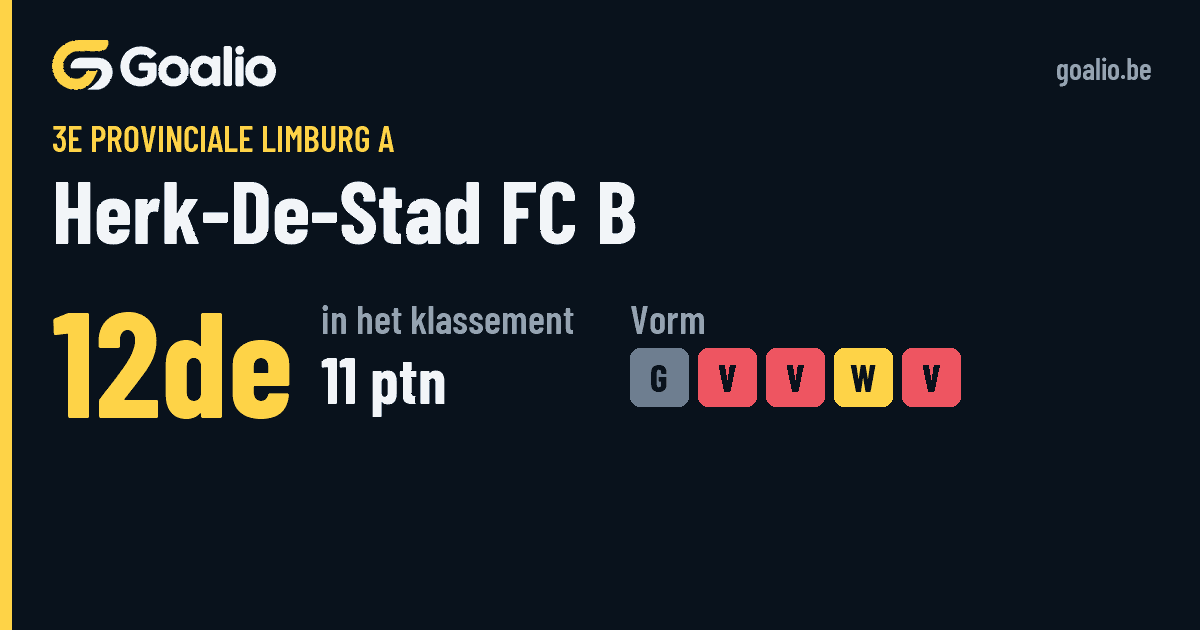 Goalio
goalio.be
3E PROVINCIALE LIMBURG A
Herk-De-Stad FC B
12de
in het klassement
11 ptn
Vorm
G V V W V